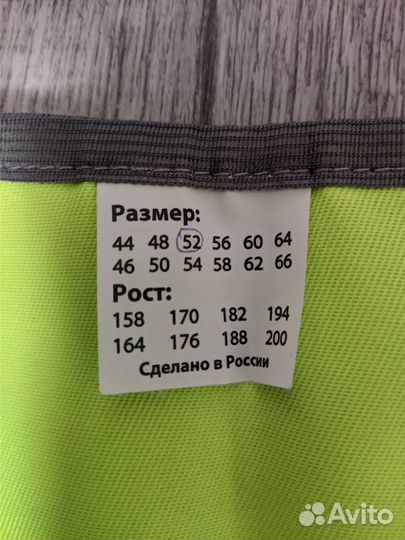 Размер:
44 48 52 56 60 64
46 50 54 58 62 66
Рост:
158 170 182 194
164 176 188 200
Сделано в России
Avito